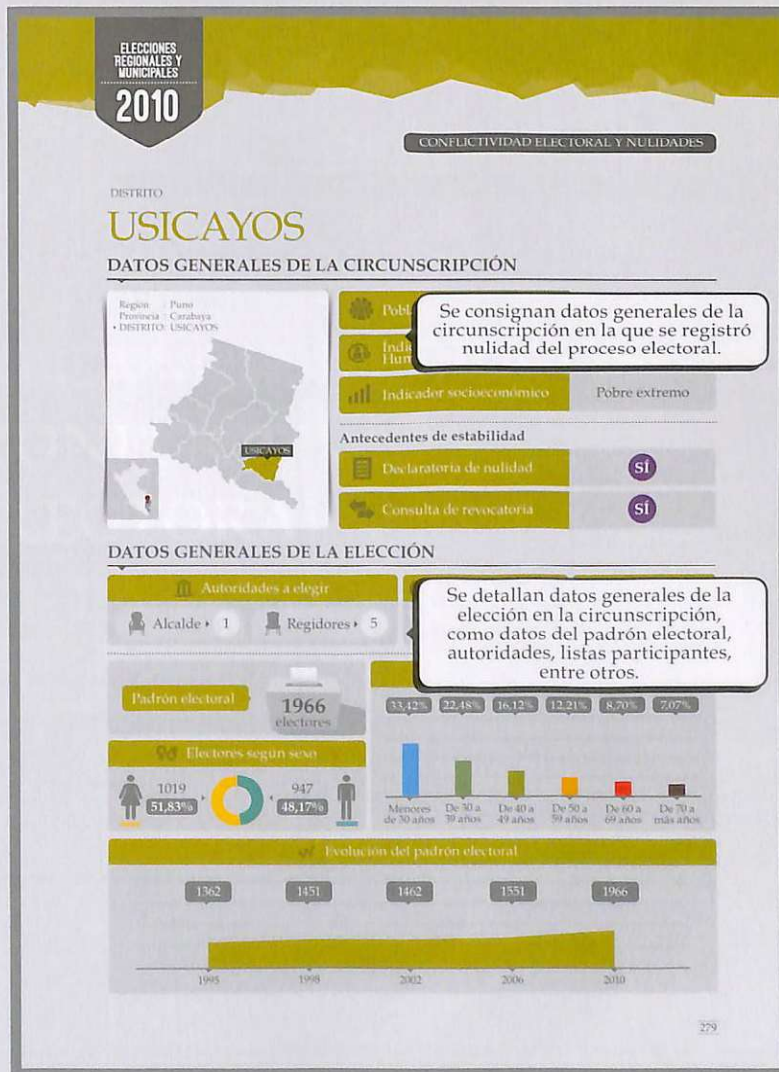 ELECCIONES
REGIONALES Y
MUNICIPALES
2010
CONFLICTIVIDAD ELECTORAL Y NULIDADES
DISTRITO
USICAYOS
DATOS GENERALES DE LA CIRCUNSCRIPCIÓN
Región : Puno
Provincia : Carabaya
• DISTRITO: USICAYOS
USICAYOS
Se consignan datos generales de la
circunscripción en la que se registró
nulidad del proceso electoral.
Indicador socioeconómico Pobre extremo
Antecedentes de estabilidad
Declaratoria de nulidad SÍ
Consulta de revocatoria SÍ
DATOS GENERALES DE LA ELECCIÓN
Autoridades a elegir
Alcalde 1 Regidores 5
Se detallan datos generales de la
elección en la circunscripción,
como datos del padrón electoral,
autoridades, listas participantes,
entre otros.
Padrón electoral
1966
electores
33,42% 22,48% 16,12% 12,21% 8,70% 7,07%
Menores De 30 a De 40 a De 50 a De 60 a De 70 a
de 30 años 39 años 49 años 59 años 69 años más años
Electores según sexo
1019 947
51,83% 48,17%
Evolución del padrón electoral
1362 1451 1462 1551 1966
1995 1998 2002 2006 2010
279